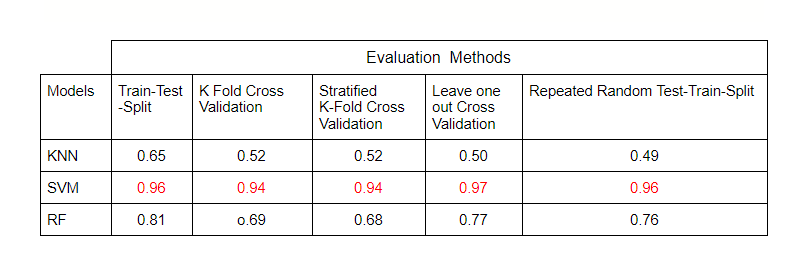 Evaluation Methods
Models Train-Test K Fold Cross Stratified Leave one Repeated Random Test-Train-Split
-Split Validation K-Fold Cross out Cross
Validation Validation
KNN 0.65 0.52 0.52 0.50 0.49
SVM 0.96 0.94 0.94 0.97 0.96
RF 0.81 o.69 0.68 0.77 0.76